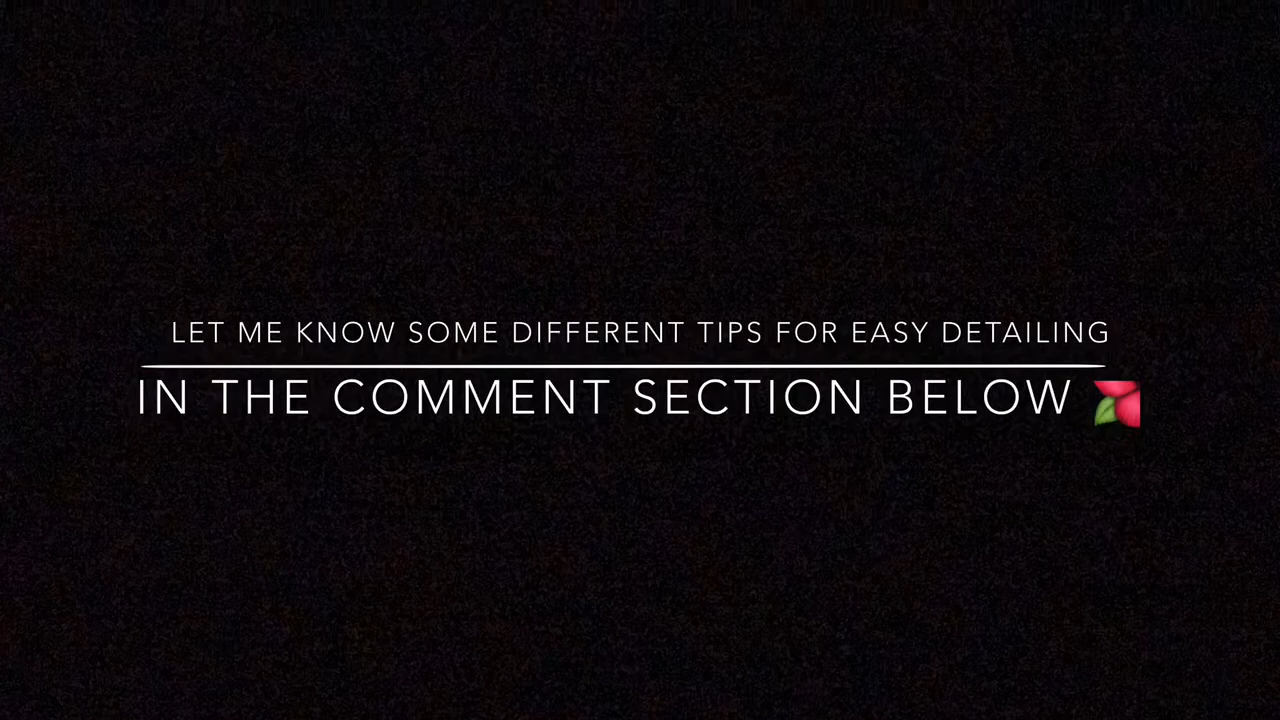 LET ME KNOW SOME DIFFERENT TIPS FOR EASY DETAILING
IN THE COMMENT SECTION BELOW 🌺